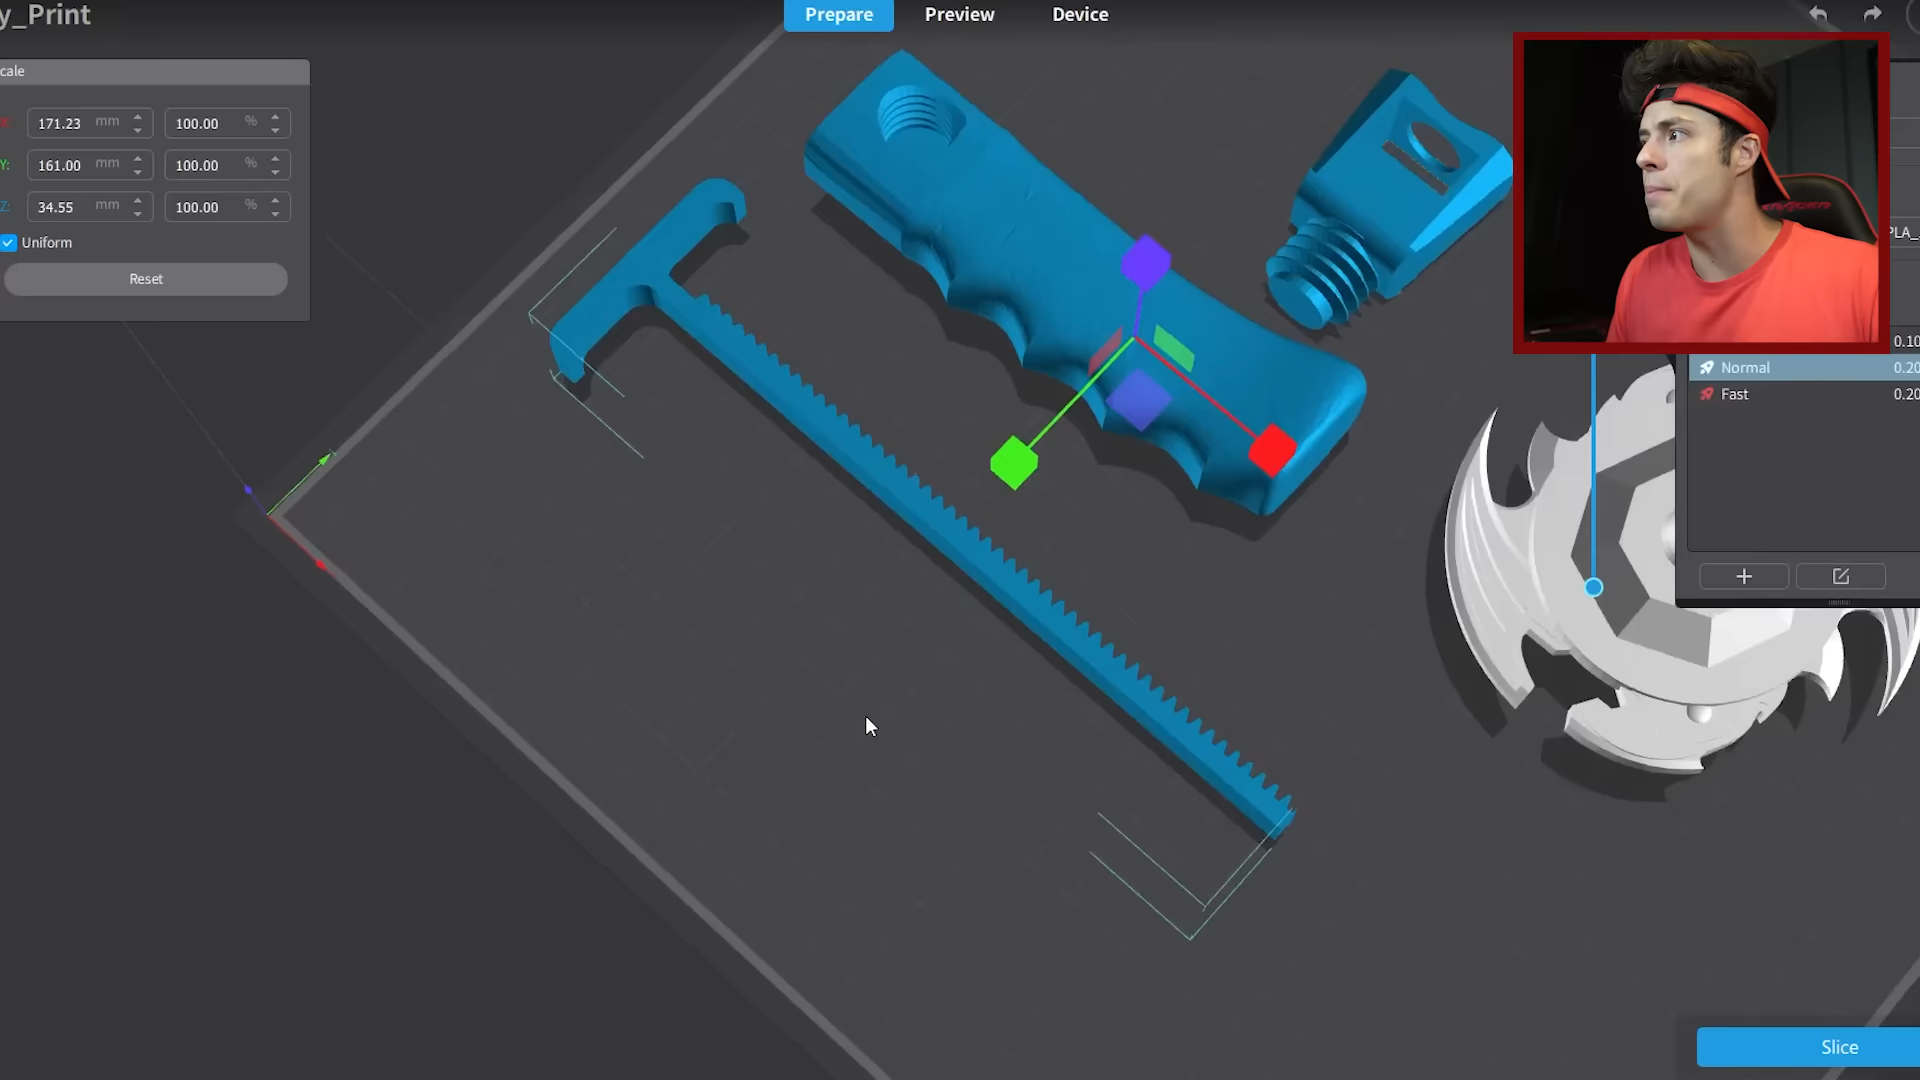 y_Print
Prepare
Preview
Device
cale
171.23 mm 100.00 %
Y: 161.00 mm 100.00 %
Z: 34.55 mm 100.00 %
Uniform
Reset
PLA_
0.10
Normal 0.20
Fast 0.20
Slice